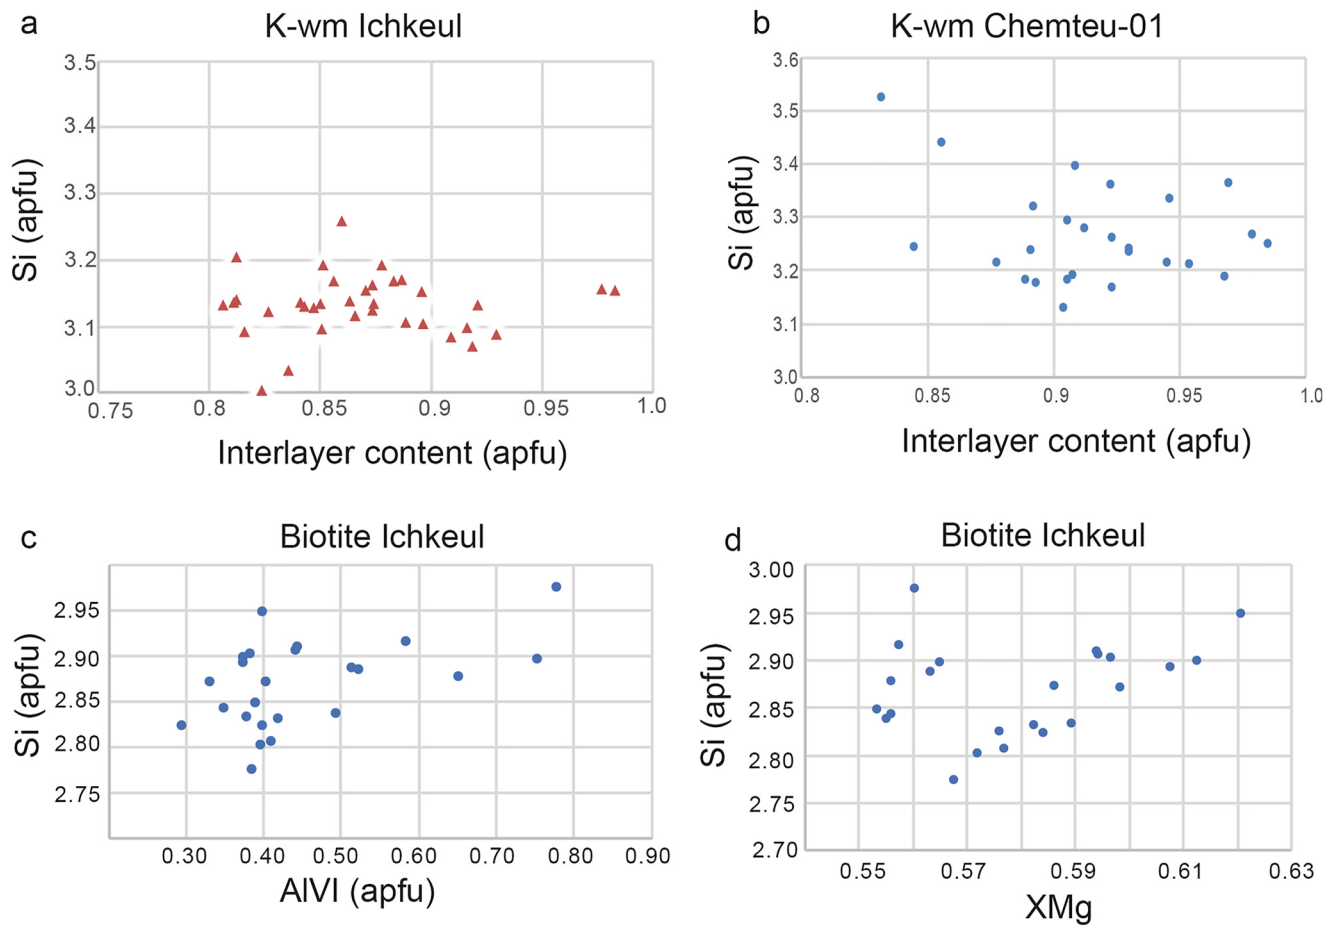 a
K-wm Ichkeul
3.5
3.4
3.3
3.2
3.1
3.0
Si (apfu)
0.75 0.8 0.85 0.9 0.95 1.0
Interlayer content (apfu)
b
K-wm Chemteu-01
3.6
3.5
3.4
3.3
3.2
3.1
3.0
Si (apfu)
0.8 0.85 0.9 0.95 1.0
Interlayer content (apfu)
c
Biotite Ichkeul
2.95
2.90
2.85
2.80
2.75
Si (apfu)
0.30 0.40 0.50 0.60 0.70 0.80 0.90
AlVI (apfu)
d
Biotite Ichkeul
3.00
2.95
2.90
2.85
2.80
2.75
2.70
Si (apfu)
0.55 0.57 0.59 0.61 0.63
XMg